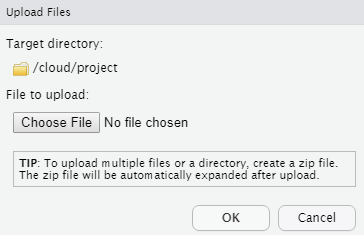 Upload Files
Target directory:
/cloud/project
File to upload:
Choose File No file chosen
TIP: To upload multiple files or a directory, create a zip file.
The zip file will be automatically expanded after upload.
OK Cancel